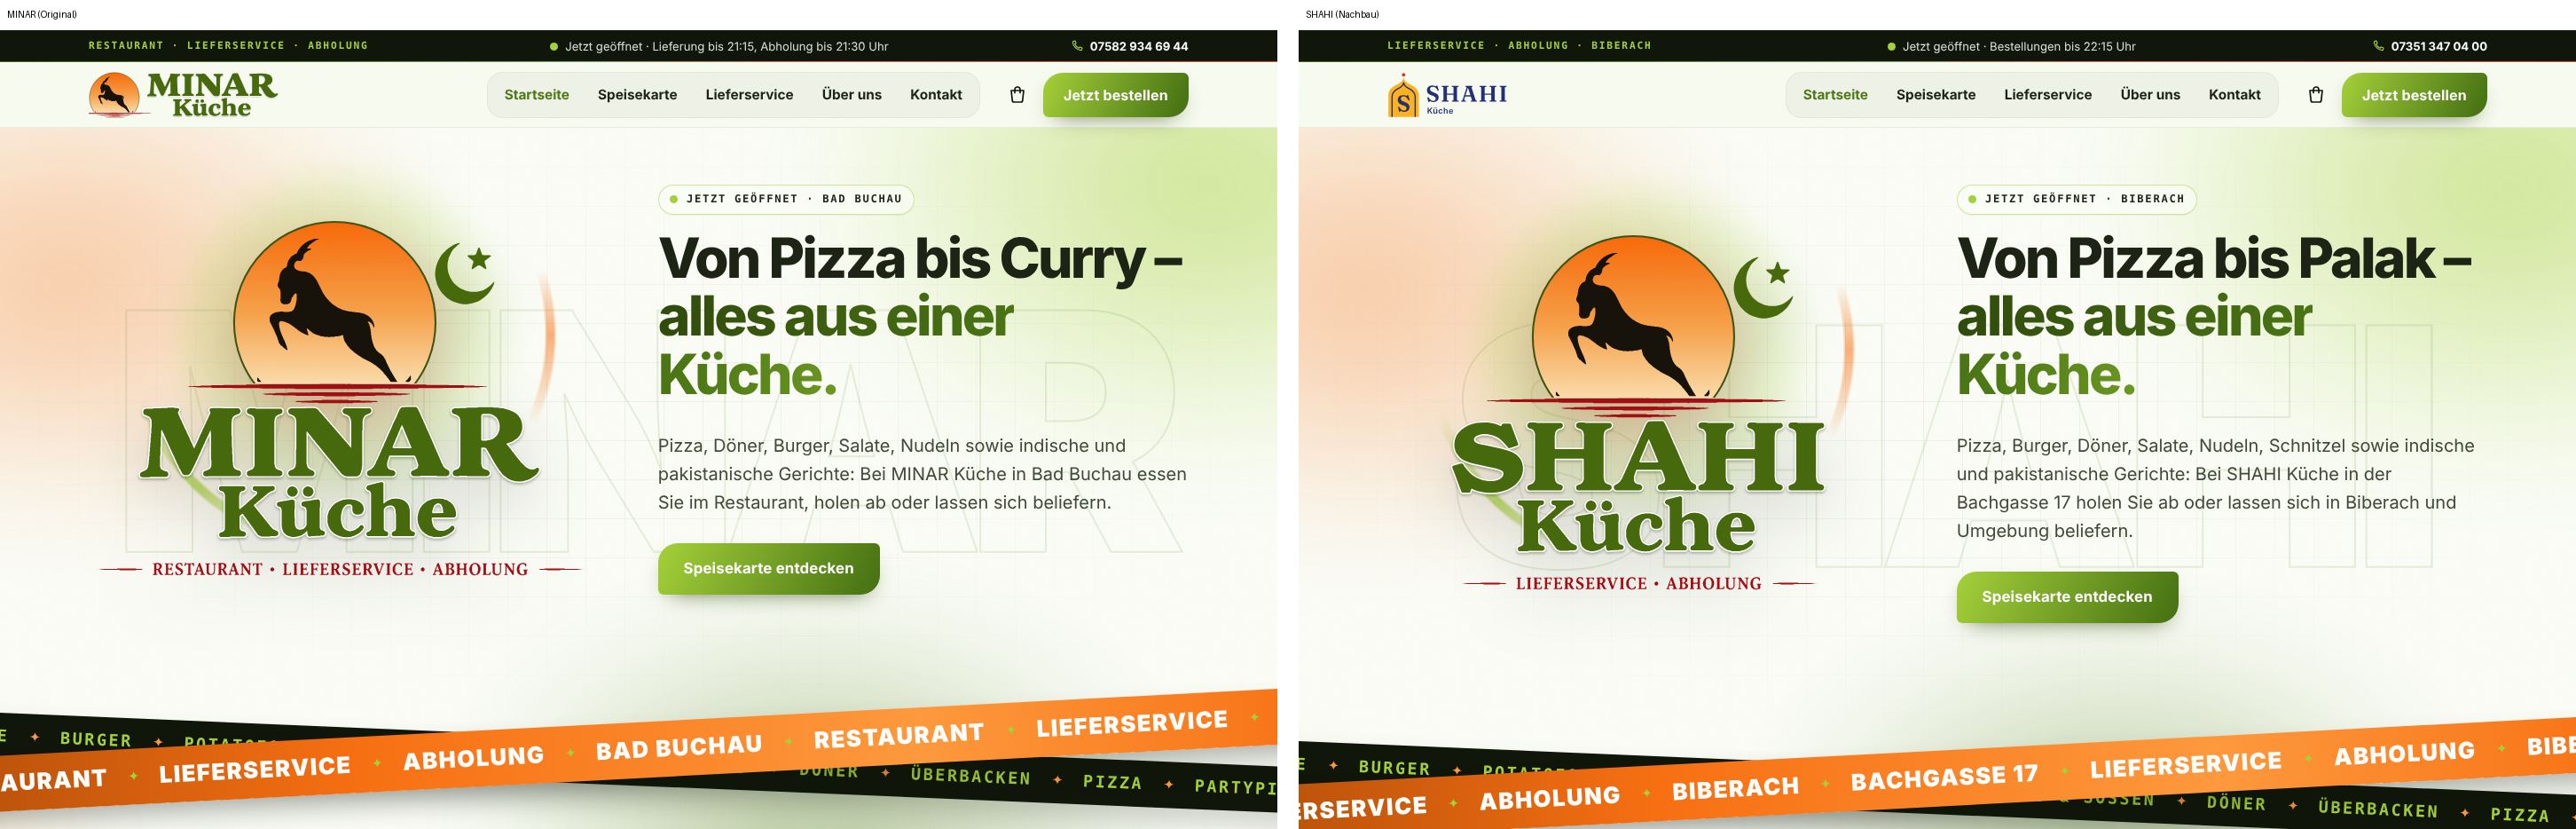 MINAR (Original)
RESTAURANT · LIEFERSERVICE · ABHOLUNG
Jetzt geöffnet · Lieferung bis 21:15, Abholung bis 21:30 Uhr
07582 934 69 44
MINAR
Küche
Startseite
Speisekarte
Lieferservice
Über uns
Kontakt
Jetzt bestellen
MINAR
MINAR
Küche
RESTAURANT • LIEFERSERVICE • ABHOLUNG
JETZT GEÖFFNET · BAD BUCHAU
Von Pizza bis Curry –
alles aus einer
Küche.
Pizza, Döner, Burger, Salate, Nudeln sowie indische und
pakistanische Gerichte: Bei MINAR Küche in Bad Buchau essen
Sie im Restaurant, holen ab oder lassen sich beliefern.
Speisekarte entdecken
E ✦ BURGER ✦
DÖNER ✦ ÜBERBACKEN ✦ PIZZA ✦ PARTYPI
AURANT ✦ LIEFERSERVICE ✦ ABHOLUNG ✦ BAD BUCHAU ✦ RESTAURANT ✦ LIEFERSERVICE ✦
SHAHI (Nachbau)
LIEFERSERVICE · ABHOLUNG · BIBERACH
Jetzt geöffnet · Bestellungen bis 22:15 Uhr
07351 347 04 00
S
SHAHI
Küche
Startseite
Speisekarte
Lieferservice
Über uns
Kontakt
Jetzt bestellen
SHAHI
SHAHI
Küche
LIEFERSERVICE • ABHOLUNG
JETZT GEÖFFNET · BIBERACH
Von Pizza bis Palak –
alles aus einer
Küche.
Pizza, Burger, Döner, Salate, Nudeln, Schnitzel sowie indische
und pakistanische Gerichte: Bei SHAHI Küche in der
Bachgasse 17 holen Sie ab oder lassen sich in Biberach und
Umgebung beliefern.
Speisekarte entdecken
E ✦ BURGER ✦
✦ DÖNER ✦ ÜBERBACKEN ✦ PIZZA
ERSERVICE ✦ ABHOLUNG ✦ BIBERACH ✦ BACHGASSE 17 ✦ LIEFERSERVICE ✦ ABHOLUNG ✦ BIBE